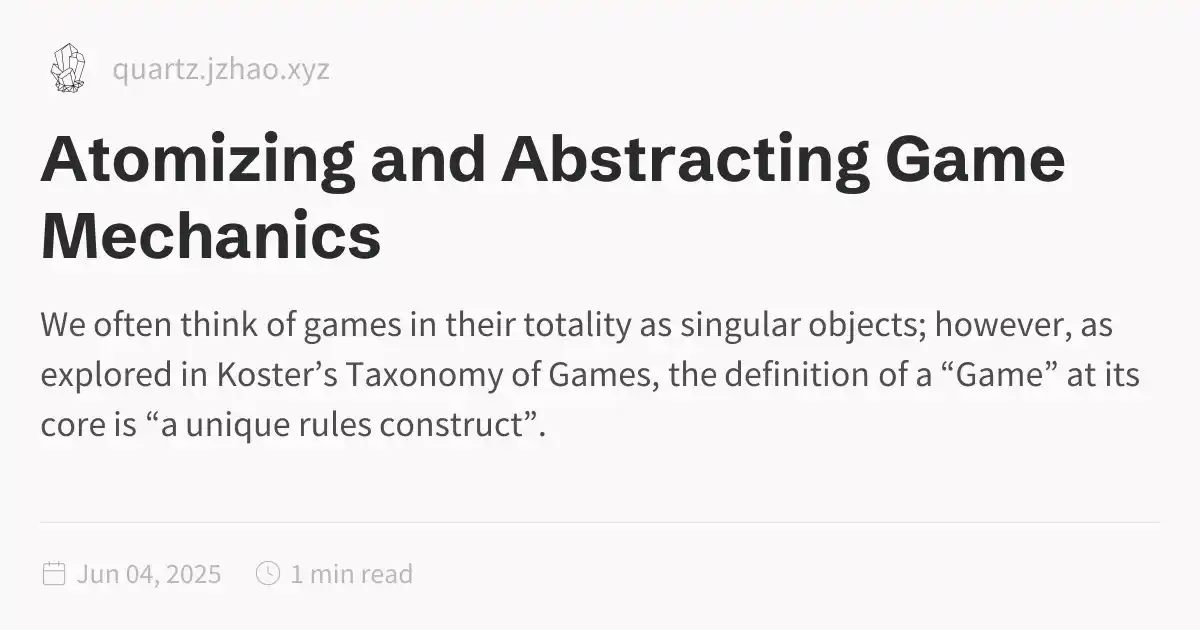 quartz.jzhao.xyz
Atomizing and Abstracting Game
Mechanics
We often think of games in their totality as singular objects; however, as
explored in Koster’s Taxonomy of Games, the definition of a “Game” at its
core is “a unique rules construct”.
Jun 04, 2025 1 min read